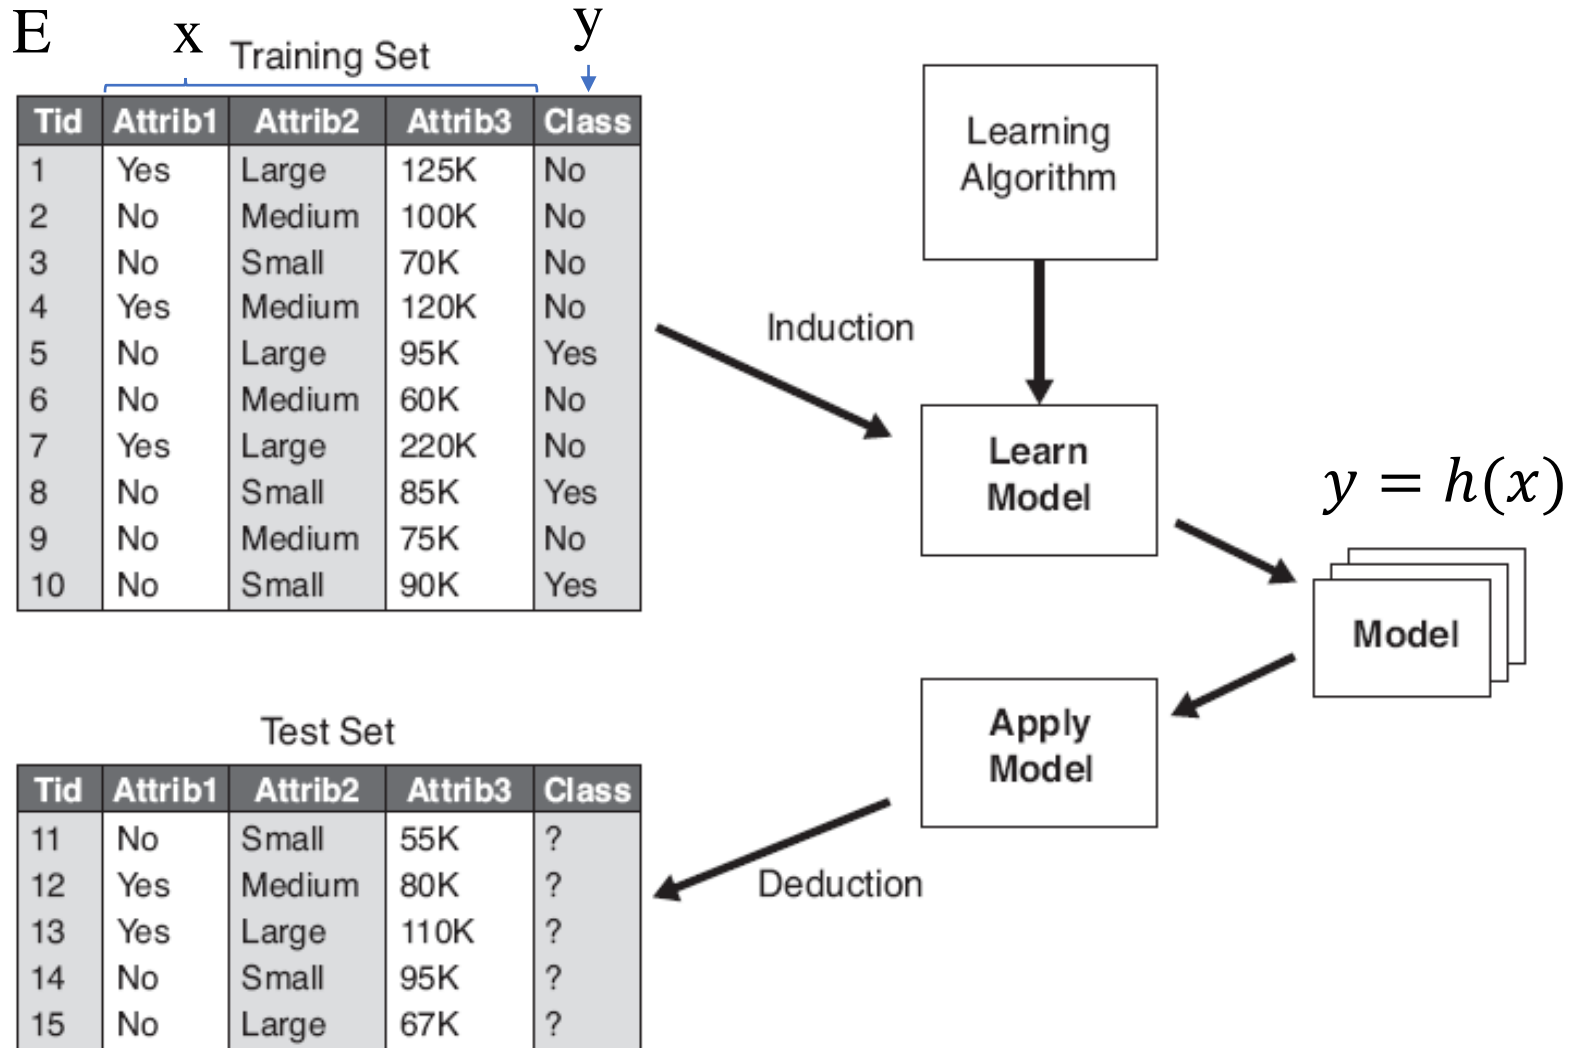 E
x
y
Training Set
Tid Attrib1 Attrib2 Attrib3 Class
1 Yes Large 125K No
2 No Medium 100K No
3 No Small 70K No
4 Yes Medium 120K No
5 No Large 95K Yes
6 No Medium 60K No
7 Yes Large 220K No
8 No Small 85K Yes
9 No Medium 75K No
10 No Small 90K Yes
Learning
Algorithm
Induction
Learn
Model
y = h(x)
Model
Apply
Model
Deduction
Test Set
Tid Attrib1 Attrib2 Attrib3 Class
11 No Small 55K ?
12 Yes Medium 80K ?
13 Yes Large 110K ?
14 No Small 95K ?
15 No Large 67K ?